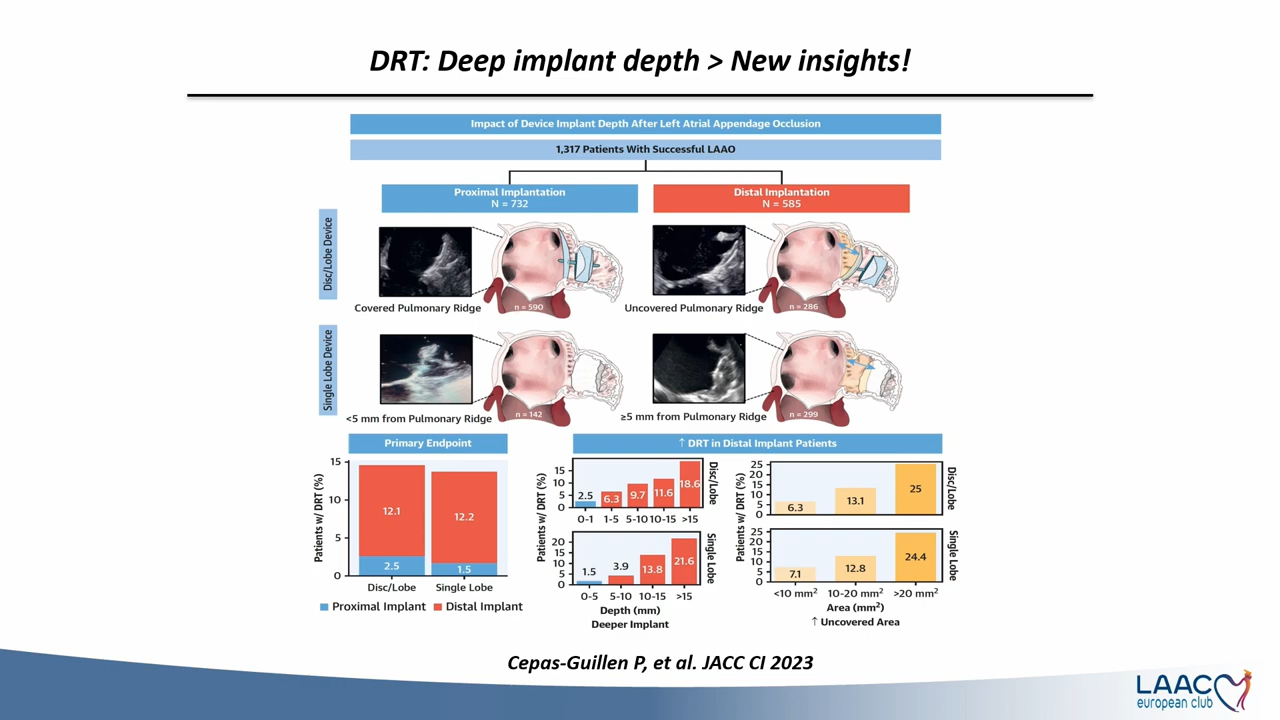 DRT: Deep implant depth > New insights!
Impact of Device Implant Depth After Left Atrial Appendage Occlusion
1,317 Patients With Successful LAAO
Proximal Implantation
N = 732
Distal Implantation
N = 585
Disc/Lobe Device
Covered Pulmonary Ridge
n = 590
Uncovered Pulmonary Ridge
n = 286
Single Lobe Device
<5 mm from Pulmonary Ridge
n = 142
≥5 mm from Pulmonary Ridge
n = 299
Primary Endpoint
Patients w/ DRT (%)
15
10
5
0
12.1
2.5
12.2
1.5
Disc/Lobe
Single Lobe
Proximal Implant
Distal Implant
↑ DRT in Distal Implant Patients
Patients w/ DRT (%)
15
10
5
0
2.5
6.3
9.7
11.6
18.6
0-1 1-5 5-10 10-15 >15
Disc/Lobe
20
15
10
5
0
1.5
3.9
13.8
21.6
0-5 5-10 10-15 >15
Single Lobe
Depth (mm)
Deeper Implant
Patients w/ DRT (%)
25
20
15
10
5
0
6.3
13.1
25
Disc/Lobe
25
20
15
10
5
0
7.1
12.8
24.4
Single Lobe
<10 mm² 10-20 mm² >20 mm²
Area (mm²)
↑ Uncovered Area
Cepas-Guillen P, et al. JACC CI 2023
LAAC
european club